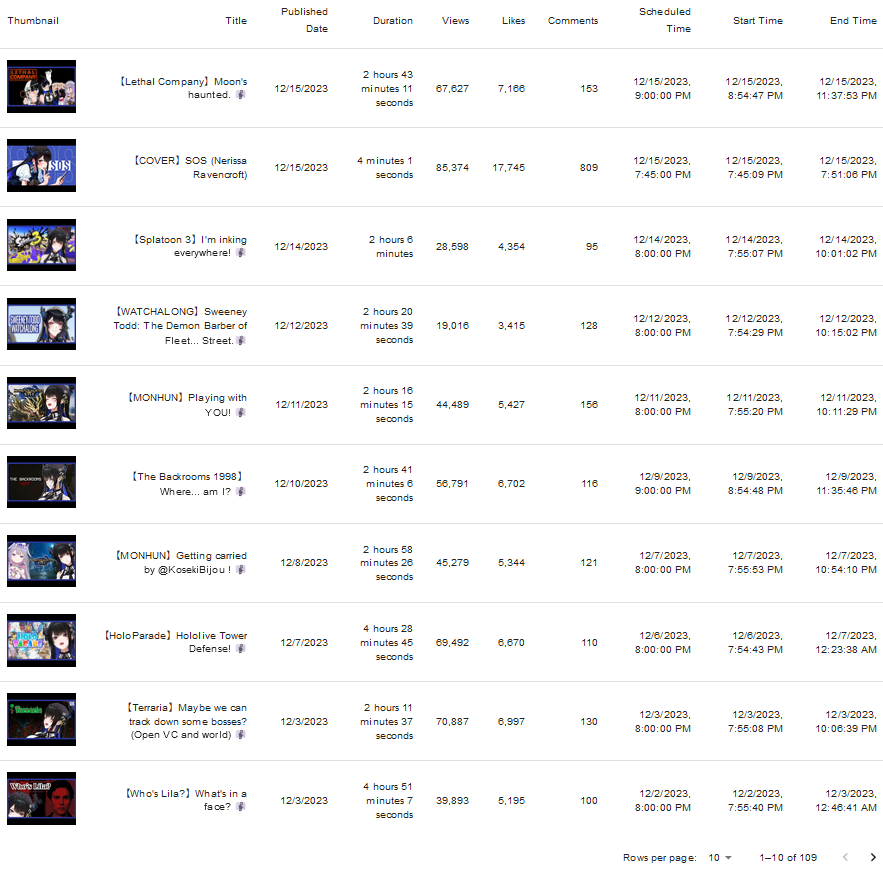 Thumbnail Title Published Date Duration Views Likes Comments Scheduled Time Start Time End Time
LETHAL COMPANY
【Lethal Company】Moon's haunted. 12/15/2023 2 hours 43 minutes 11 seconds 67,627 7,166 153 12/15/2023, 9:00:00 PM 12/15/2023, 8:54:47 PM 12/15/2023, 11:37:53 PM
SOS
【COVER】SOS (Nerissa Ravencroft) 12/15/2023 4 minutes 1 seconds 85,374 17,745 809 12/15/2023, 7:45:00 PM 12/15/2023, 7:45:09 PM 12/15/2023, 7:51:06 PM
3
【Splatoon 3】I'm inking everywhere! 12/14/2023 2 hours 6 minutes 28,598 4,354 95 12/14/2023, 8:00:00 PM 12/14/2023, 7:55:07 PM 12/14/2023, 10:01:02 PM
SWEENEY TODD WATCHALONG
【WATCHALONG】Sweeney Todd: The Demon Barber of Fleet... Street. 12/12/2023 2 hours 20 minutes 39 seconds 19,016 3,415 128 12/12/2023, 8:00:00 PM 12/12/2023, 7:54:29 PM 12/12/2023, 10:15:02 PM
【MONHUN】Playing with YOU! 12/11/2023 2 hours 16 minutes 15 seconds 44,489 5,427 156 12/11/2023, 8:00:00 PM 12/11/2023, 7:55:20 PM 12/11/2023, 10:11:29 PM
THE BACKROOMS
【The Backrooms 1998】Where... am I? 12/10/2023 2 hours 41 minutes 6 seconds 56,791 6,702 116 12/9/2023, 9:00:00 PM 12/9/2023, 8:54:48 PM 12/9/2023, 11:35:46 PM
【MONHUN】Getting carried by @KosekiBijou ! 12/8/2023 2 hours 58 minutes 26 seconds 45,279 5,344 121 12/7/2023, 8:00:00 PM 12/7/2023, 7:55:53 PM 12/7/2023, 10:54:10 PM
【HoloParade】Hololive Tower Defense! 12/7/2023 4 hours 28 minutes 45 seconds 69,492 6,670 110 12/6/2023, 8:00:00 PM 12/6/2023, 7:54:43 PM 12/7/2023, 12:23:38 AM
Terraria
【Terraria】Maybe we can track down some bosses? (Open VC and world) 12/3/2023 2 hours 11 minutes 37 seconds 70,887 6,997 130 12/3/2023, 8:00:00 PM 12/3/2023, 7:55:08 PM 12/3/2023, 10:06:39 PM
Who's Lila?
【Who's Lila?】What's in a face? 12/3/2023 4 hours 51 minutes 7 seconds 39,893 5,195 100 12/2/2023, 8:00:00 PM 12/2/2023, 7:55:40 PM 12/3/2023, 12:46:41 AM
Rows per page: 10 1–10 of 109